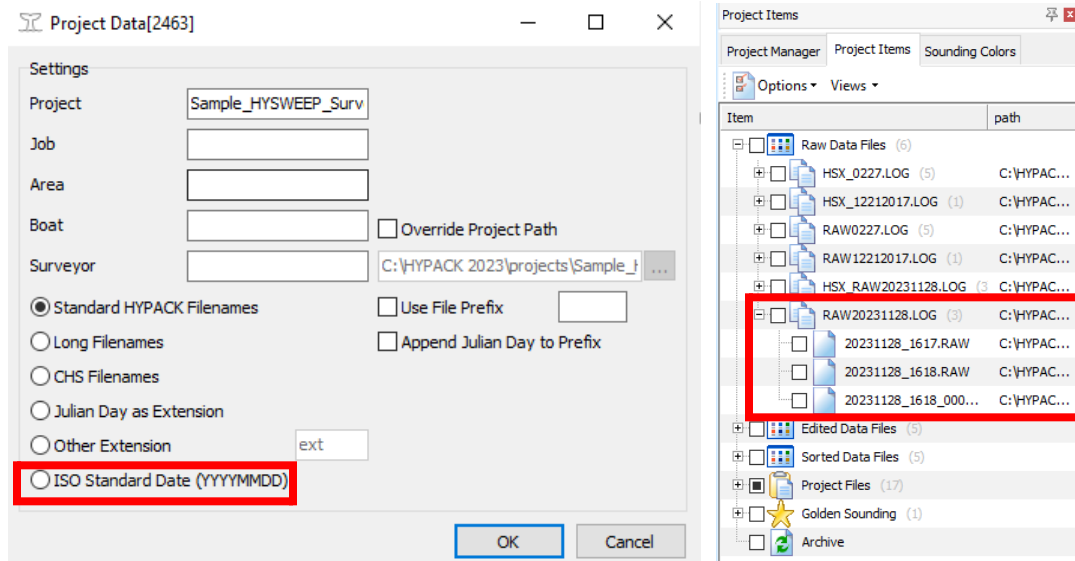 Project Data[2463]
Settings
Project Sample_HYSWEEP_Surv
Job
Area
Boat
Override Project Path
Surveyor C:\HYPACK 2023\projects\Sample_H ...
Standard HYPACK Filenames
Use File Prefix
Long Filenames
Append Julian Day to Prefix
CHS Filenames
Julian Day as Extension
Other Extension ext
ISO Standard Date (YYYYMMDD)
OK Cancel
Project Items
Project Manager Project Items Sounding Colors
Options Views
Item path
Raw Data Files (6)
HSX_0227.LOG (5) C:\HYPAC...
HSX_12212017.LOG (1) C:\HYPAC...
RAW0227.LOG (5) C:\HYPAC...
RAW12212017.LOG (1) C:\HYPAC...
HSX_RAW20231128.LOG (3 C:\HYPAC...
RAW20231128.LOG (3) C:\HYPAC...
20231128_1617.RAW C:\HYPAC...
20231128_1618.RAW C:\HYPAC...
20231128_1618_000... C:\HYPAC...
Edited Data Files (5)
Sorted Data Files (5)
Project Files (17)
Golden Sounding (1)
Archive